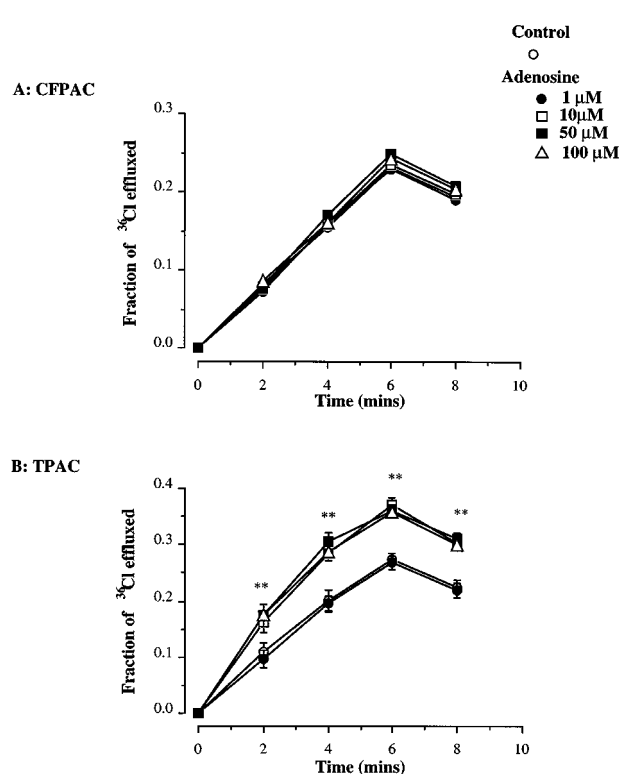 Control
Adenosine
1 μM
10μM
50 μM
100 μM
A: CFPAC
0.3
0.2
0.1
0.0
Fraction of ³⁶Cl effluxed
0 2 4 6 8 10
Time (mins)
B: TPAC
0.4
0.3
0.2
0.1
0.0
Fraction of ³⁶Cl effluxed
** ** ** **
0 2 4 6 8 10
Time (mins)